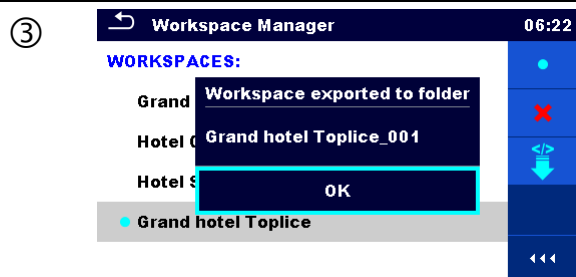 ③
Workspace Manager 06:22
WORKSPACES:
Grand
Workspace exported to folder
Hotel
Grand hotel Toplice_001
Hotel
OK
Grand hotel Toplice